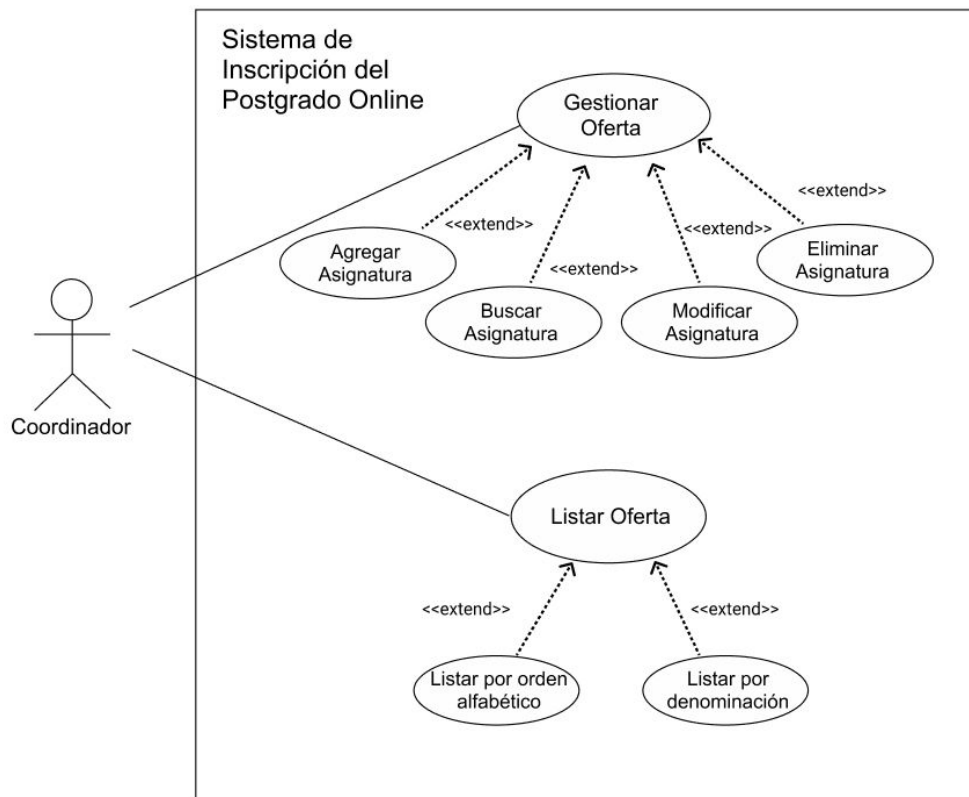 Sistema de
Inscripción del
Postgrado Online
Gestionar
Oferta
<<extend>>
<<extend>>
<<extend>>
<<extend>>
Agregar
Asignatura
Buscar
Asignatura
Modificar
Asignatura
Eliminar
Asignatura
Coordinador
Listar Oferta
<<extend>>
<<extend>>
Listar por orden
alfabético
Listar por
denominación